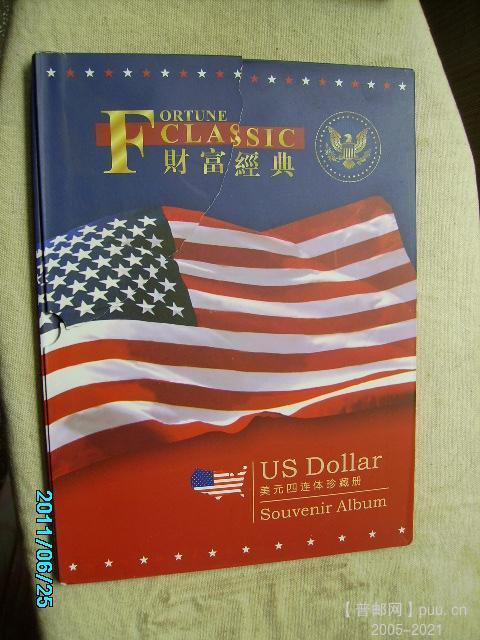 FORTUNE
CLASSIC
財富經典
US Dollar
美元四连体珍藏册
Souvenir Album
2011/06/25
【普邮网】puu.cn
2005-2021